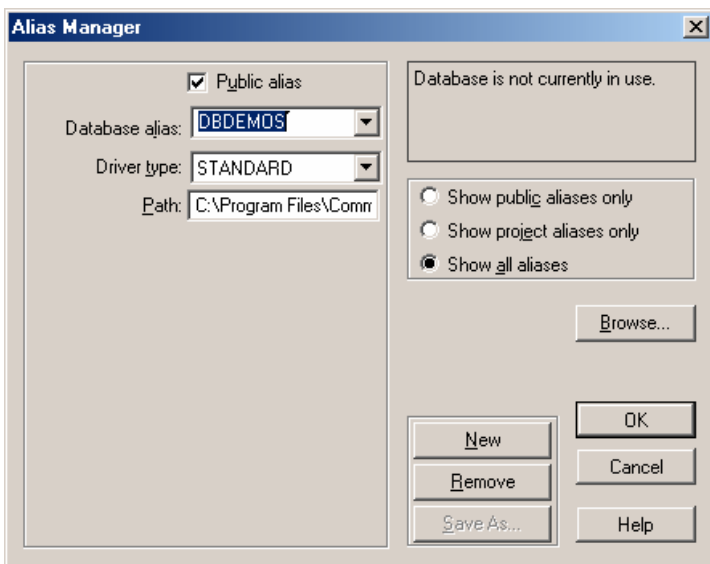 Alias Manager
Public alias
Database alias: DBDEMOS
Driver type: STANDARD
Path: C:\Program Files\Comm
Database is not currently in use.
Show public aliases only
Show project aliases only
Show all aliases
Browse...
New
Remove
Save As...
OK
Cancel
Help